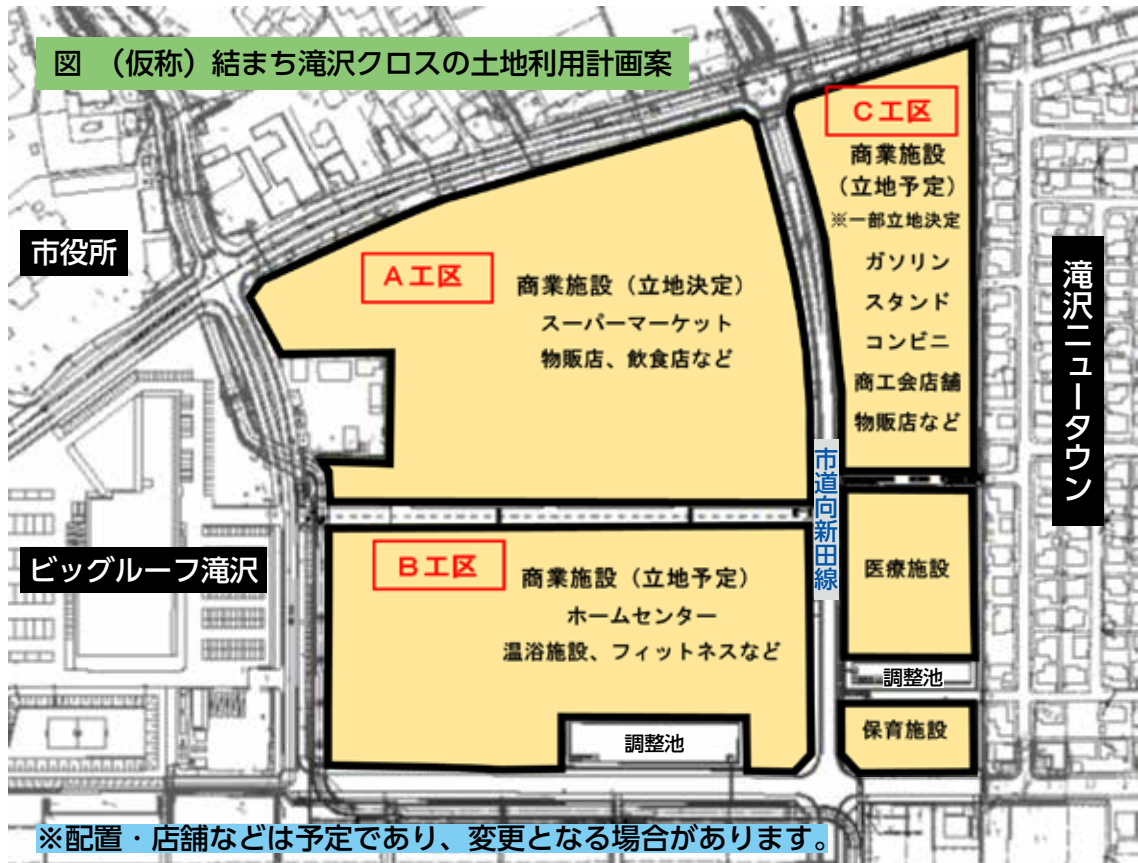 図 （仮称）結まち滝沢クロスの土地利用計画案
市役所
A工区
商業施設（立地決定）
スーパーマーケット
物販店、飲食店など
C工区
商業施設
（立地予定）
※一部立地決定
ガソリン
スタンド
コンビニ
商工会店舗
物販店など
滝沢ニュータウン
市道向新田線
ビッグルーフ滝沢
B工区
商業施設（立地予定）
ホームセンター
温浴施設、フィットネスなど
調整池
医療施設
調整池
保育施設
※配置・店舗などは予定であり、変更となる場合があります。